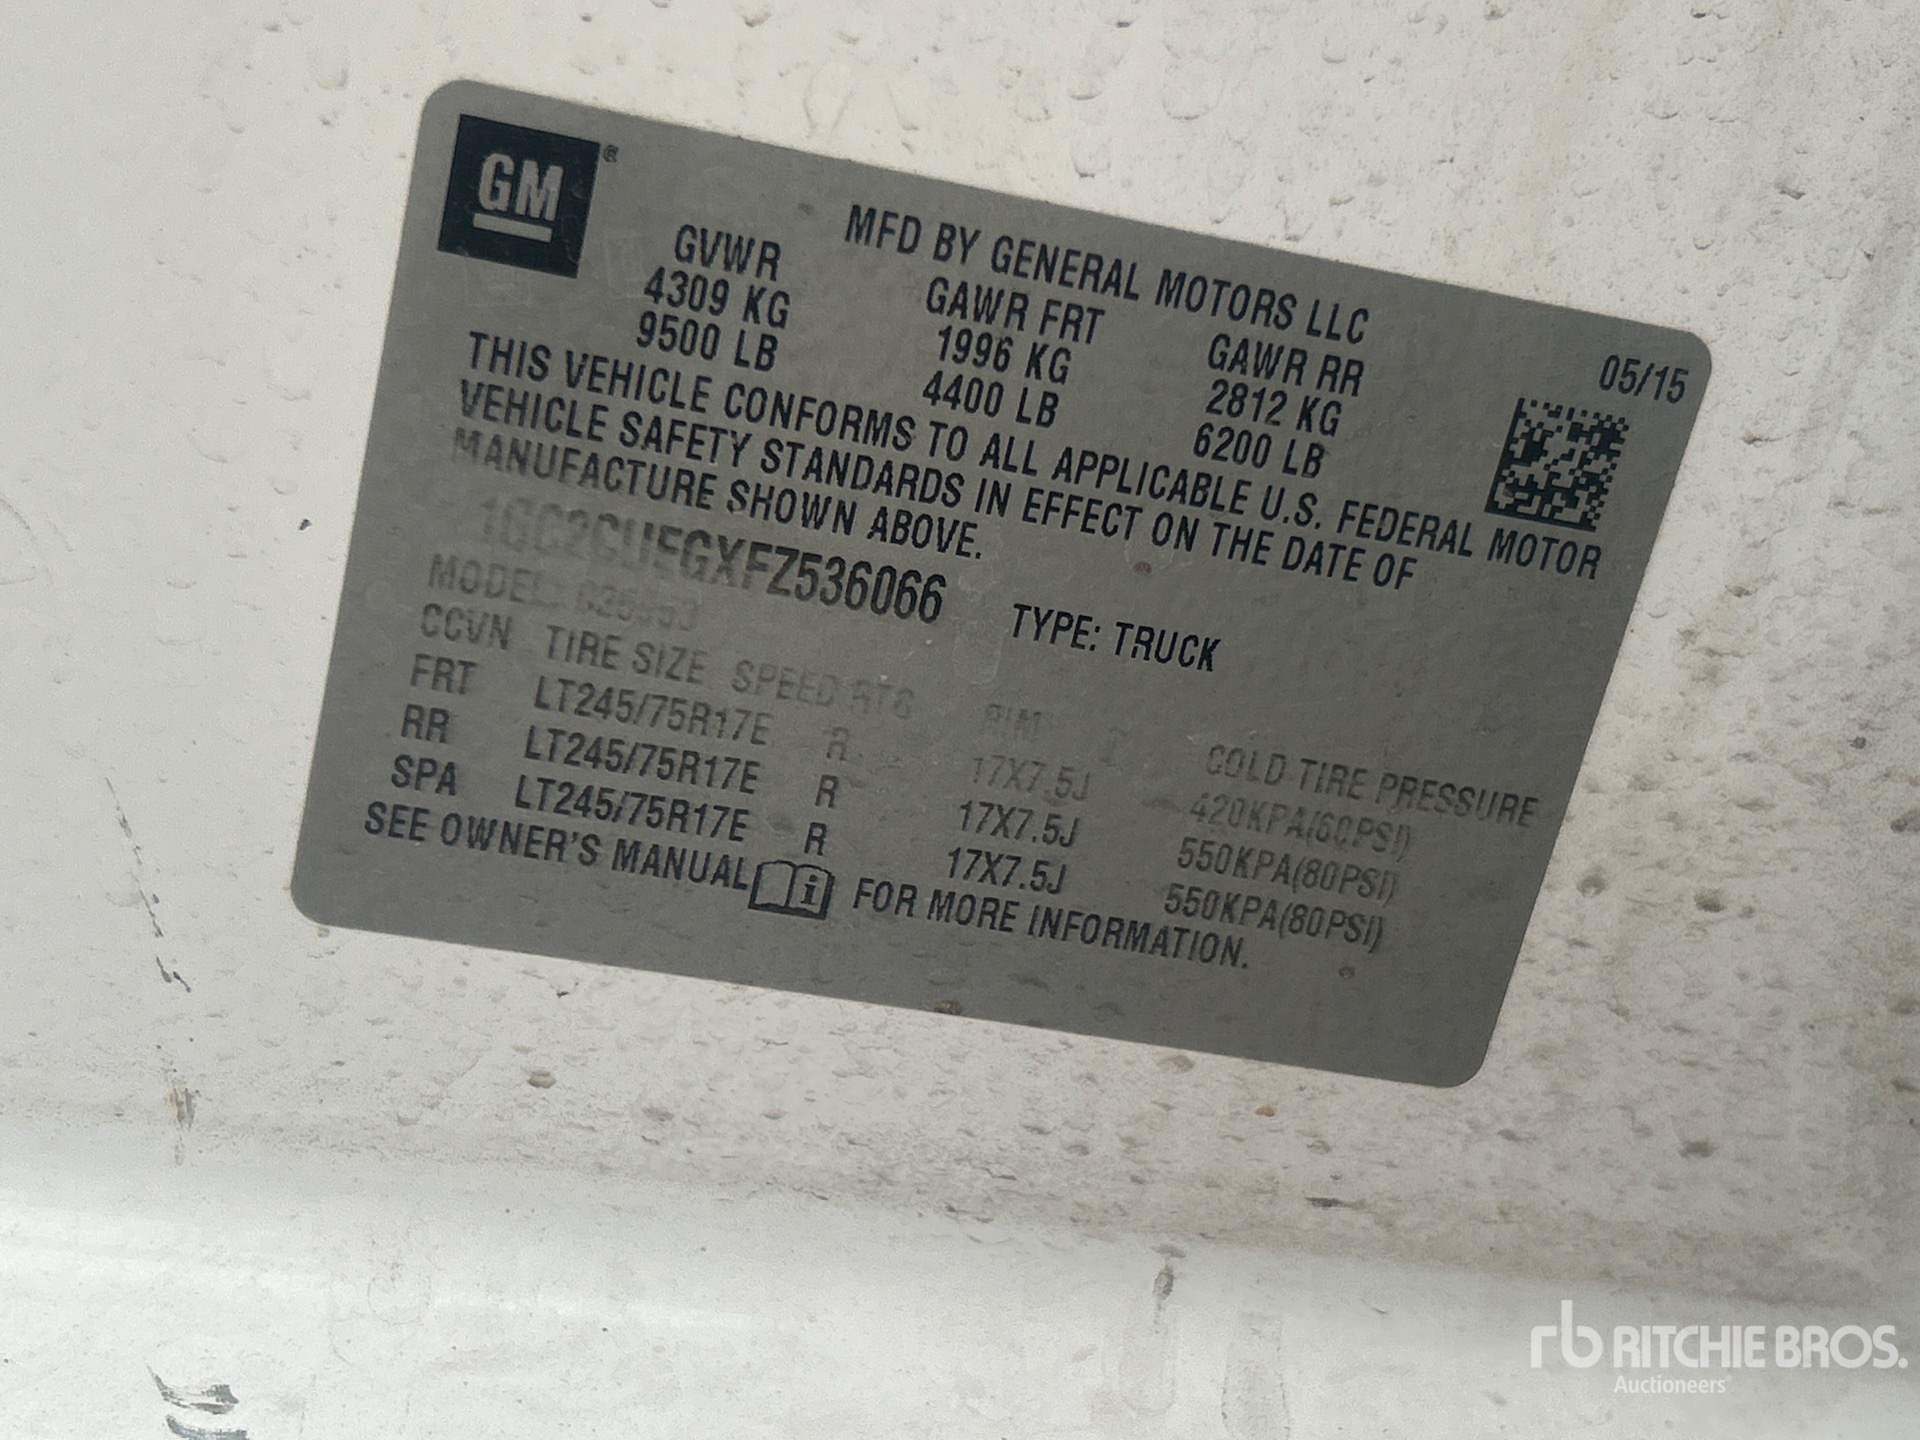 GM
MFD BY GENERAL MOTORS LLC
05/15
GVWR GAWR FRT GAWR RR
4309 KG 1996 KG 2812 KG
9500 LB 4400 LB 6200 LB
THIS VEHICLE CONFORMS TO ALL APPLICABLE U.S. FEDERAL MOTOR
VEHICLE SAFETY STANDARDS IN EFFECT ON THE DATE OF
MANUFACTURE SHOWN ABOVE.
TYPE: TRUCK
MODEL:
CCVN TIRE SIZE SPEED RTG RIM COLD TIRE PRESSURE
FRT LT245/75R17E R 17X7.5J 420KPA(60PSI)
RR LT245/75R17E R 17X7.5J 550KPA(80PSI)
SPA LT245/75R17E R 17X7.5J 550KPA(80PSI)
SEE OWNER'S MANUAL i FOR MORE INFORMATION.
rb RITCHIE BROS.
Auctioneers